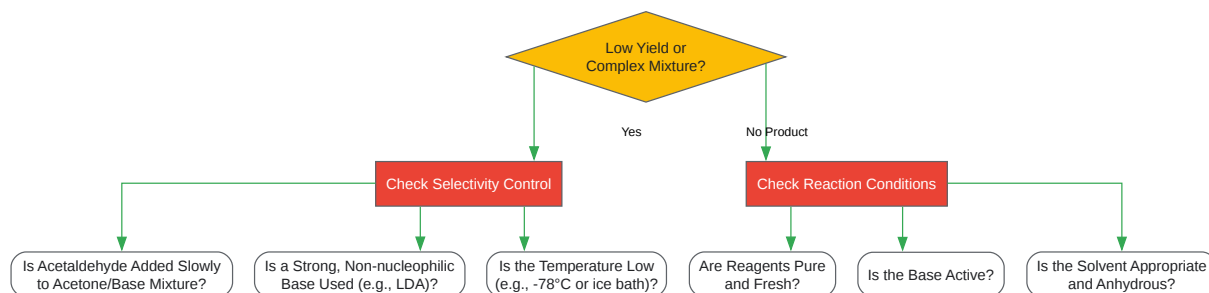 Low Yield or
Complex Mixture?
Yes
No Product
Check Selectivity Control
Check Reaction Conditions
Is Acetaldehyde Added Slowly
to Acetone/Base Mixture?
Is a Strong, Non-nucleophilic
Base Used (e.g., LDA)?
Is the Temperature Low
(e.g., -78°C or ice bath)?
Are Reagents Pure
and Fresh?
Is the Base Active?
Is the Solvent Appropriate
and Anhydrous?